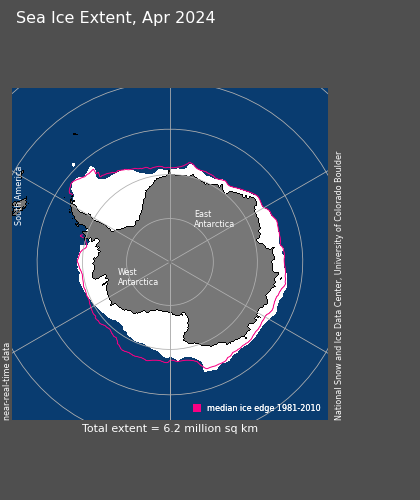 Sea Ice Extent, Apr 2024
South America
East
Antarctica
West
Antarctica
near-real-time data
National Snow and Ice Data Center, University of Colorado Boulder
median ice edge 1981-2010
Total extent = 6.2 million sq km